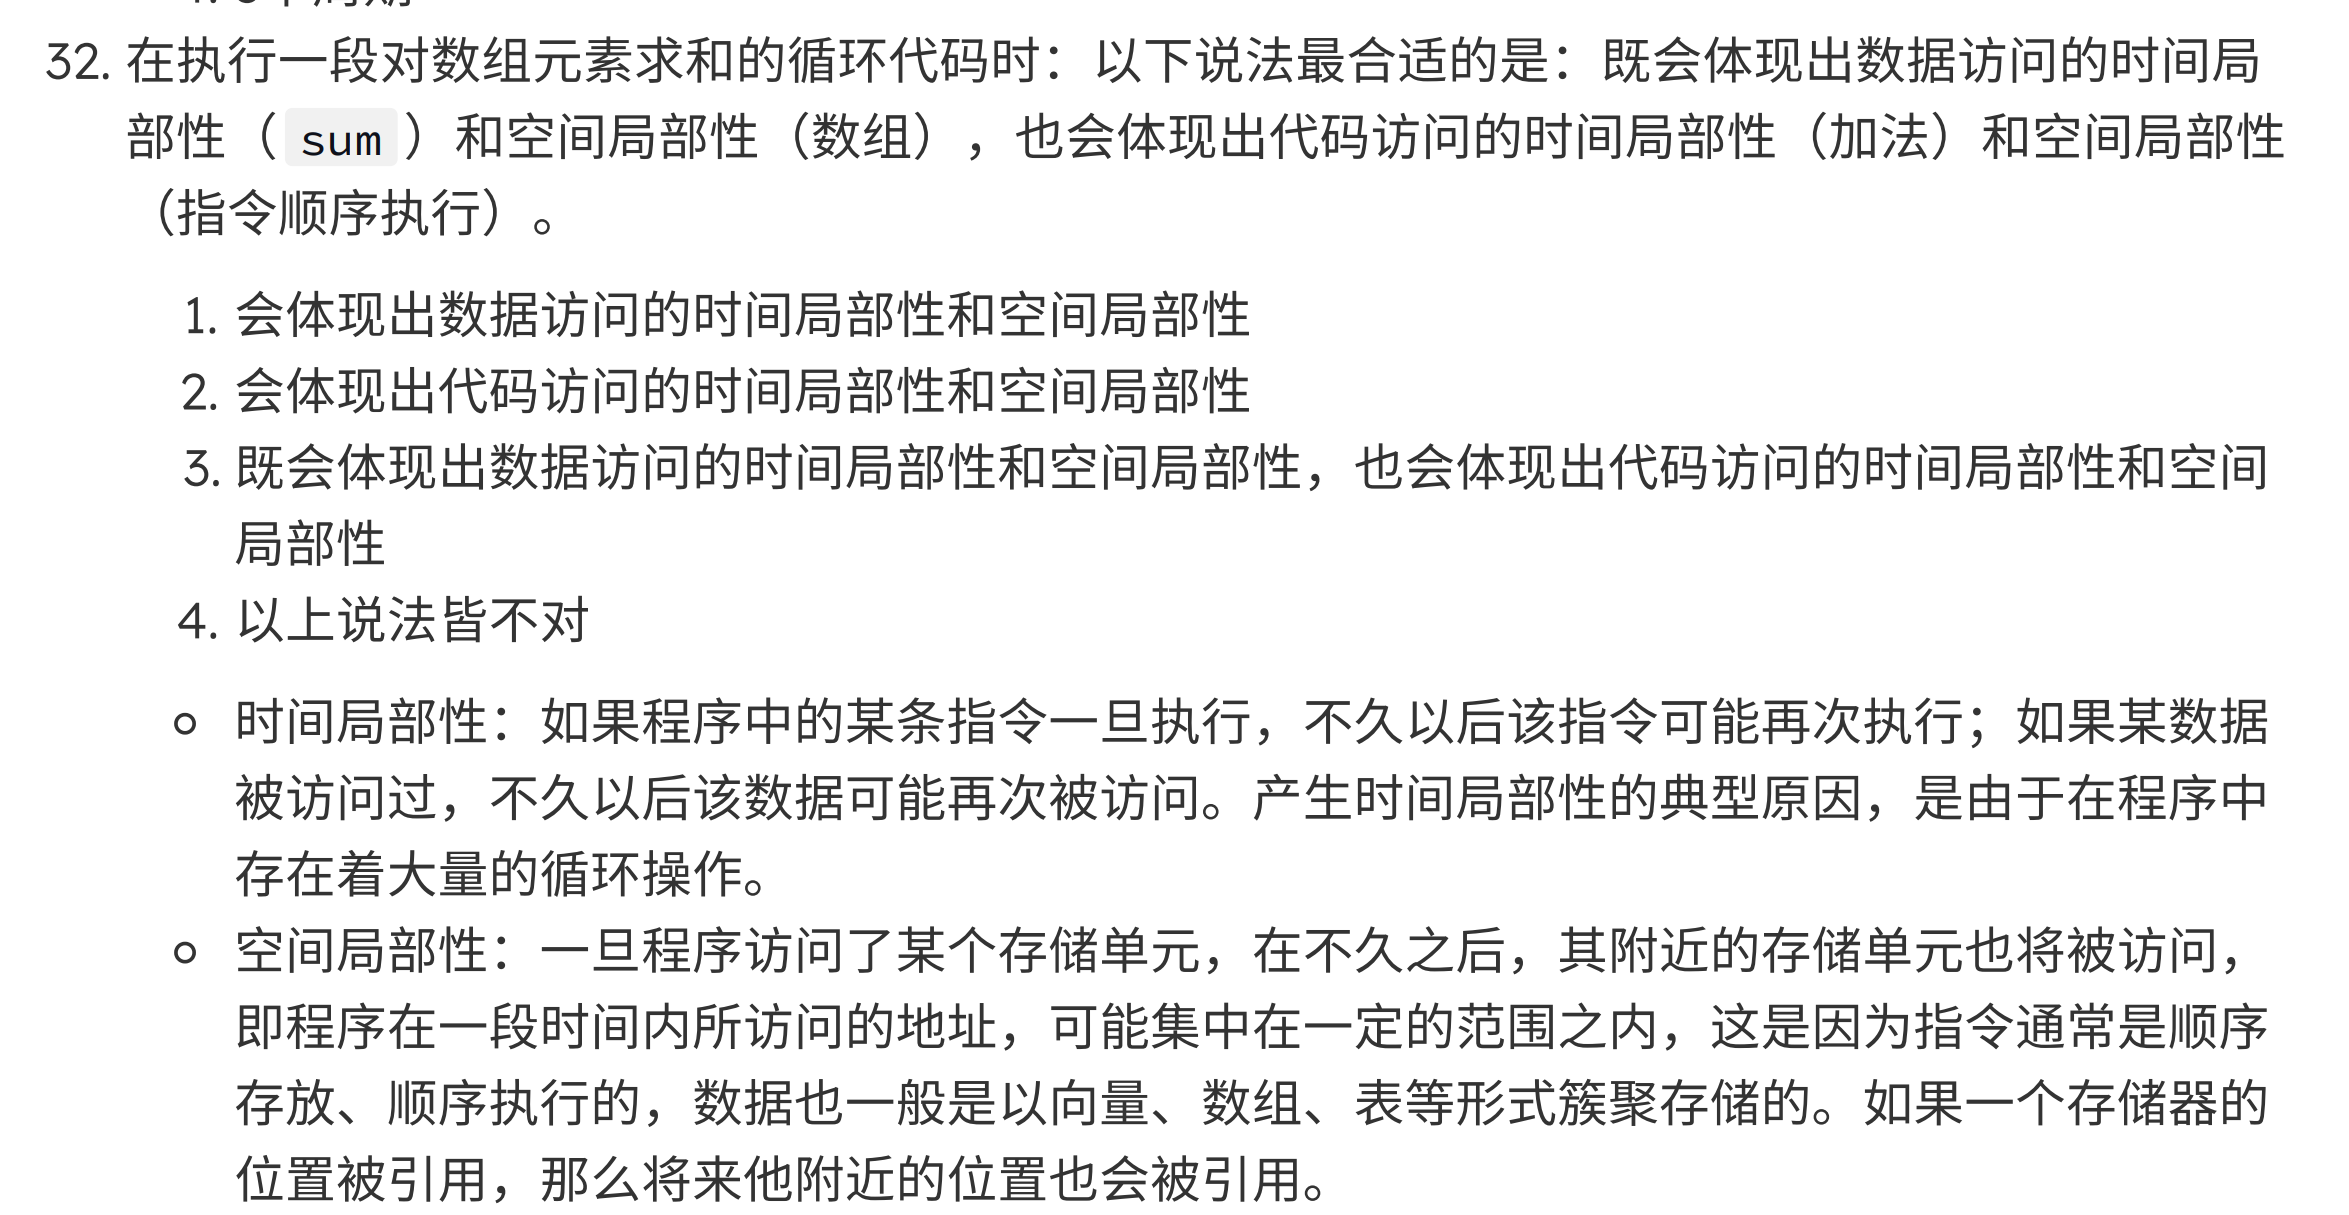 32. 在执行一段对数组元素求和的循环代码时：以下说法最合适的是：既会体现出数据访问的时间局
部性（ sum ）和空间局部性（数组），也会体现出代码访问的时间局部性（加法）和空间局部性
（指令顺序执行）。
1. 会体现出数据访问的时间局部性和空间局部性
2. 会体现出代码访问的时间局部性和空间局部性
3. 既会体现出数据访问的时间局部性和空间局部性，也会体现出代码访问的时间局部性和空间
局部性
4. 以上说法皆不对
时间局部性：如果程序中的某条指令一旦执行，不久以后该指令可能再次执行；如果某数据
被访问过，不久以后该数据可能再次被访问。产生时间局部性的典型原因，是由于在程序中
存在着大量的循环操作。
空间局部性：一旦程序访问了某个存储单元，在不久之后，其附近的存储单元也将被访问，
即程序在一段时间内所访问的地址，可能集中在一定的范围之内，这是因为指令通常是顺序
存放、顺序执行的，数据也一般是以向量、数组、表等形式簇聚存储的。如果一个存储器的
位置被引用，那么将来他附近的位置也会被引用。